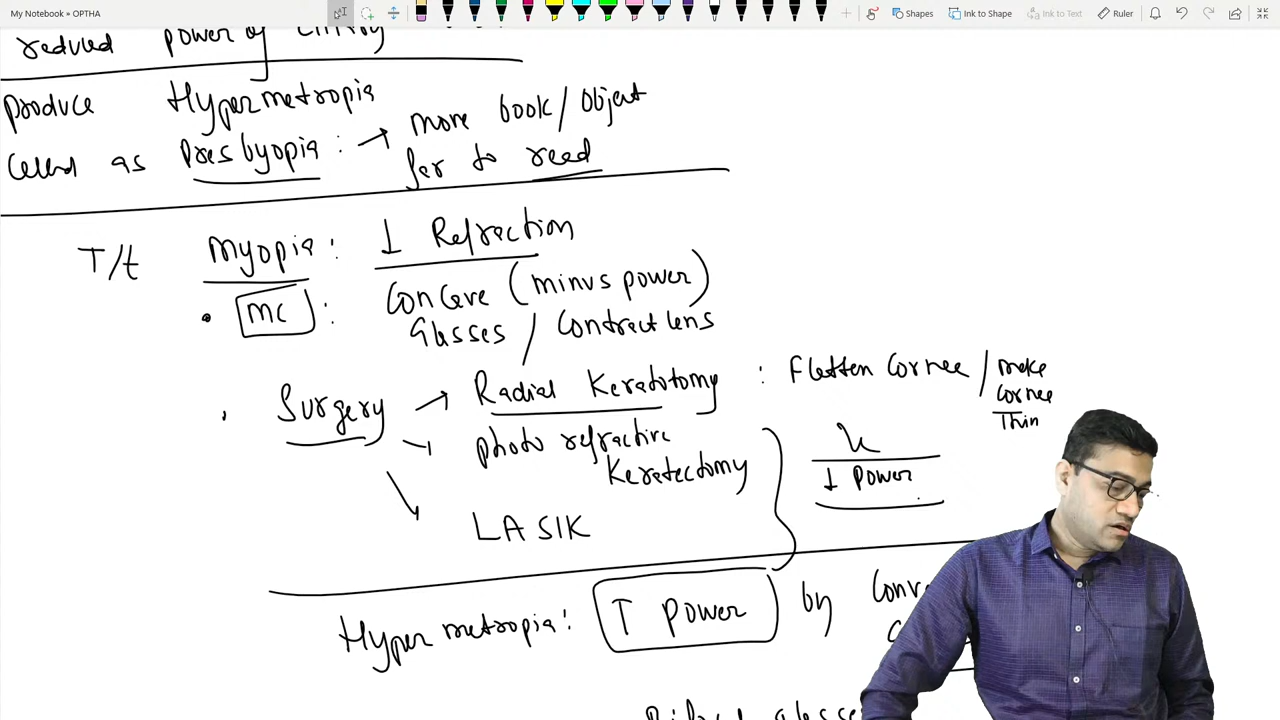 My Notebook » OPTHA
Shapes Ink to Shape Ink to Text Ruler
reduced power of
produce Hypermetropia
as Presbyopia : → more book/object
far to read
T/t Myopia : ↓ Refraction
• MC : Concave (minus power)
Glasses / Contract lens
• Surgery → Radial Keratotomy : Flatten Cornea / make
cornea
Thin
→ photo refractive
Keratectomy
↓ power
→ LASIK
Hypermetropia : ↑ power by